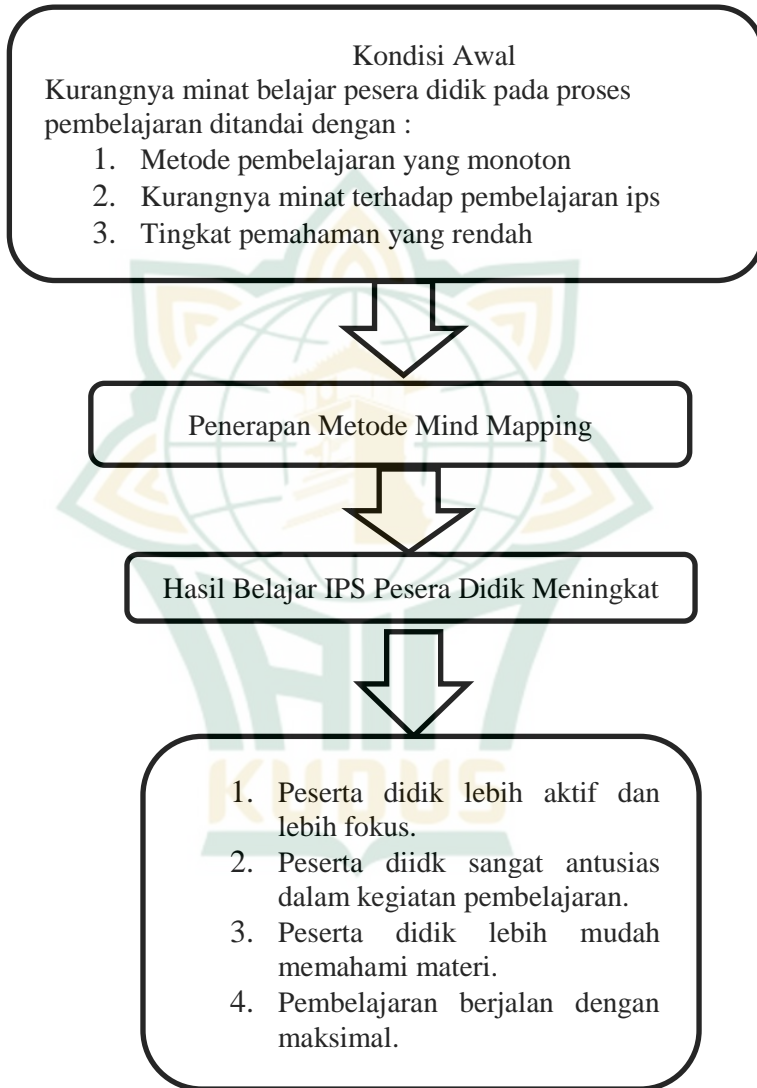 Kondisi Awal
Kurangnya minat belajar pesera didik pada proses
pembelajaran ditandai dengan :
1. Metode pembelajaran yang monoton
2. Kurangnya minat terhadap pembelajaran ips
3. Tingkat pemahaman yang rendah
Penerapan Metode Mind Mapping
Hasil Belajar IPS Pesera Didik Meningkat
1. Peserta didik lebih aktif dan
lebih fokus.
2. Peserta diidk sangat antusias
dalam kegiatan pembelajaran.
3. Peserta didik lebih mudah
memahami materi.
4. Pembelajaran berjalan dengan
maksimal.
IAIN
KUDUS